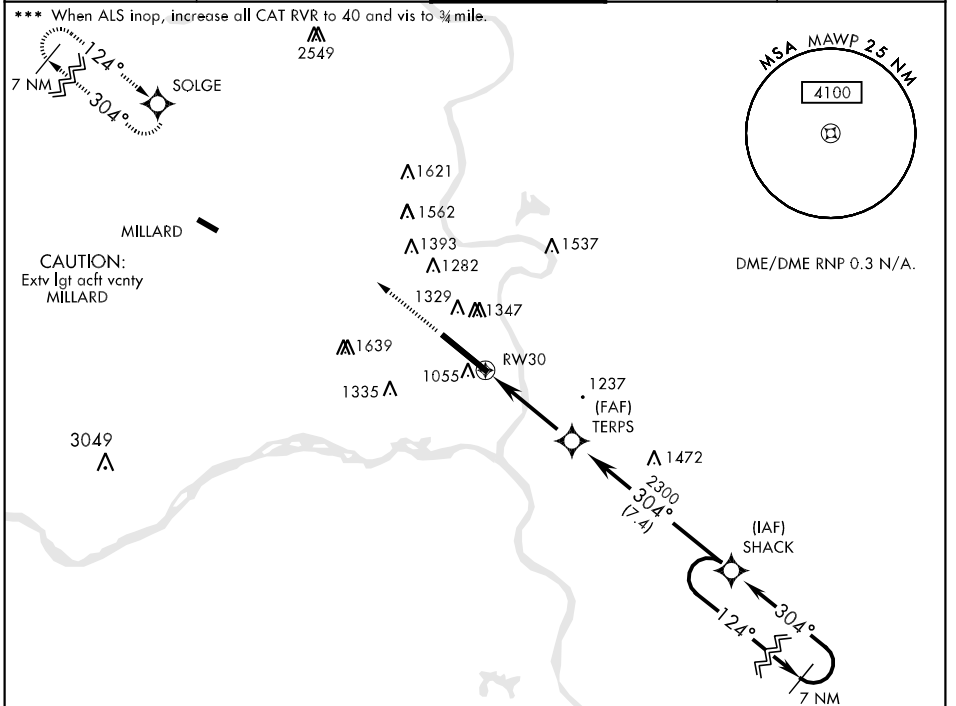 *** When ALS inop, increase all CAT RVR to 40 and vis to ¾ mile.
2549
124°
7 NM
304°
SOLGE
MSA MAWP 25 NM
4100
1621
1562
MILLARD
1393
1537
1282
CAUTION:
Extv lgt acft vcnty
MILLARD
DME/DME RNP 0.3 N/A.
1329
1347
1639
RW30
1055
1335
1237
(FAF)
TERPS
3049
1472
2300
304°
(7.4)
(IAF)
SHACK
304°
124°
7 NM